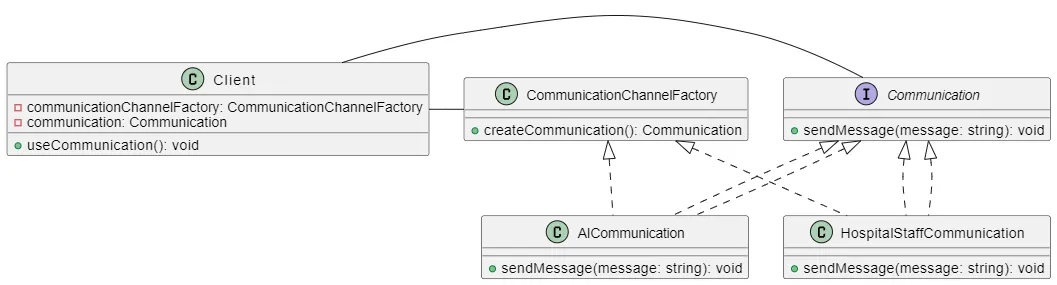 C Client
communicationChannelFactory: CommunicationChannelFactory
communication: Communication
useCommunication(): void
C CommunicationChannelFactory
createCommunication(): Communication
I Communication
sendMessage(message: string): void
C AICommunication
sendMessage(message: string): void
C HospitalStaffCommunication
sendMessage(message: string): void